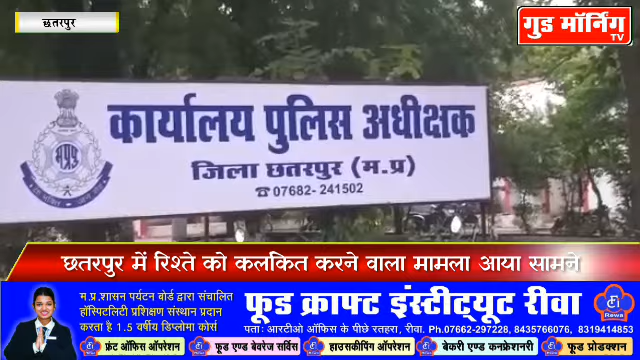 छतरपुर
गुड मॉर्निंग
TV
कार्यालय पुलिस अधीक्षक
जिला छतरपुर (म.प्र)
☎07682- 241502
मप्र
छतरपुर में रिश्ते को कलंकित करने वाला मामला आया सामने
म.प्र.शासन पर्यटन बोर्ड द्वारा संचालित
हॉस्पिटलिटी प्रशिक्षण संस्थान प्रदान
करता है 1.5 वर्षीय डिप्लोमा कोर्स
फूड क्राफ्ट इंस्टीट्यूट रीवा
पताः आरटीओ ऑफिस के पीछे रतहरा, रीवा. Ph.07662-297228, 8435766076, 8319414853
Rewa
फ्रंट ऑफिस ऑपरेशन
फूड एण्ड बेवरेज सर्विस
हाउसकीपिंग ऑपरेशन
बेकरी एण्ड कनफ्रेशनरी
फूड प्रोडक्शन